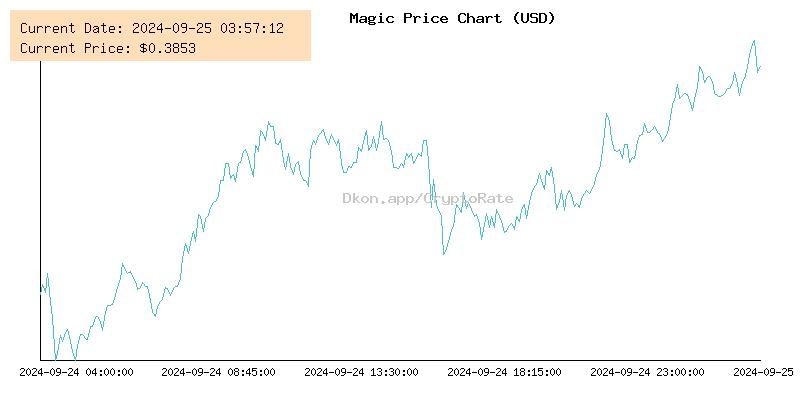 Magic Price Chart (USD)
Current Date: 2024-09-25 03:57:12
Current Price: $0.3853
Dkon.app/CryptoRate
2024-09-24 04:00:00
2024-09-24 08:45:00
2024-09-24 13:30:00
2024-09-24 18:15:00
2024-09-24 23:00:00
2024-09-25